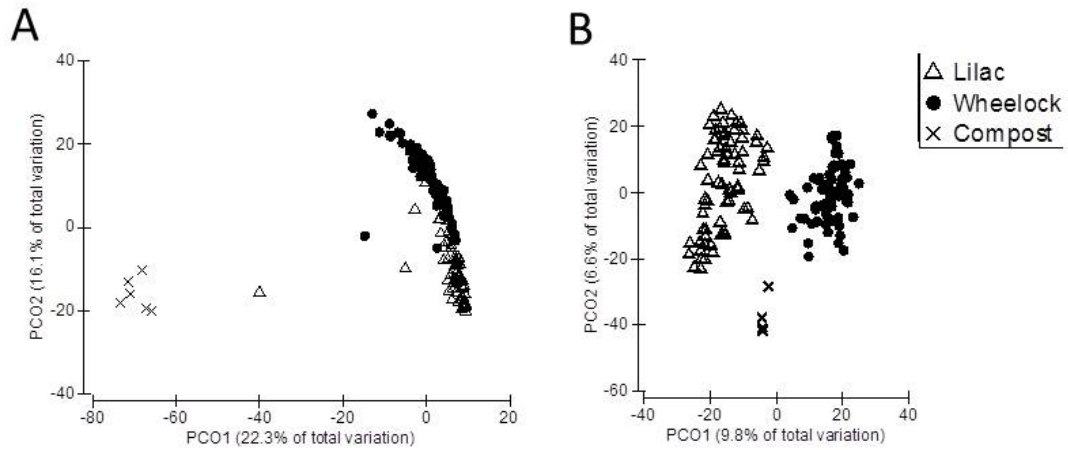 A
40
20
0
-20
-40
PCO2 (16.1% of total variation)
-80
-60
-40
-20
0
20
PCO1 (22.3% of total variation)
B
40
20
0
-20
-40
-60
PCO2 (6.6% of total variation)
-40
-20
0
20
40
PCO1 (9.8% of total variation)
Lilac
Wheelock
Compost